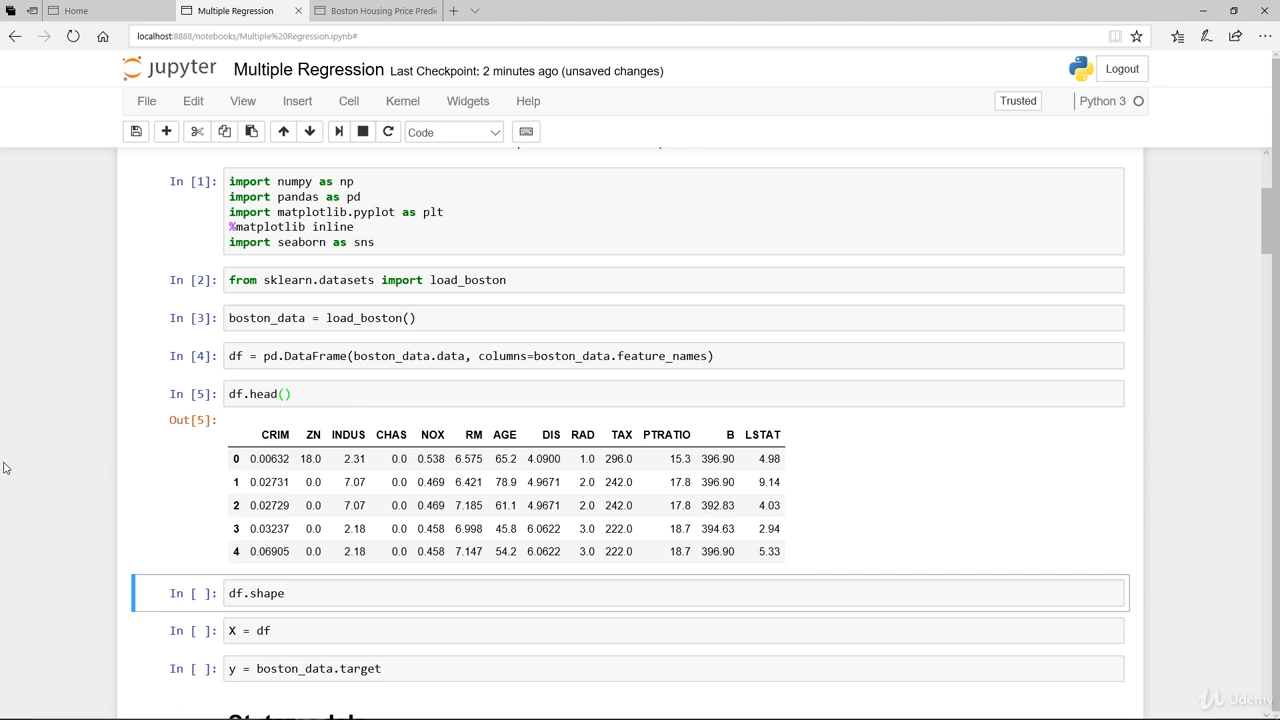 Home
Multiple Regression
Boston Housing Price Predi
localhost:8888/notebooks/Multiple%20Regression.ipynb#
jupyter Multiple Regression Last Checkpoint: 2 minutes ago (unsaved changes) Logout
File Edit View Insert Cell Kernel Widgets Help Trusted Python 3
Code
In [1]: import numpy as np
import pandas as pd
import matplotlib.pyplot as plt
%matplotlib inline
import seaborn as sns
In [2]: from sklearn.datasets import load_boston
In [3]: boston_data = load_boston()
In [4]: df = pd.DataFrame(boston_data.data, columns=boston_data.feature_names)
In [5]: df.head()
Out[5]:
CRIM ZN INDUS CHAS NOX RM AGE DIS RAD TAX PTRATIO B LSTAT
0 0.00632 18.0 2.31 0.0 0.538 6.575 65.2 4.0900 1.0 296.0 15.3 396.90 4.98
1 0.02731 0.0 7.07 0.0 0.469 6.421 78.9 4.9671 2.0 242.0 17.8 396.90 9.14
2 0.02729 0.0 7.07 0.0 0.469 7.185 61.1 4.9671 2.0 242.0 17.8 392.83 4.03
3 0.03237 0.0 2.18 0.0 0.458 6.998 45.8 6.0622 3.0 222.0 18.7 394.63 2.94
4 0.06905 0.0 2.18 0.0 0.458 7.147 54.2 6.0622 3.0 222.0 18.7 396.90 5.33
In [ ]: df.shape
In [ ]: X = df
In [ ]: y = boston_data.target
Udemy